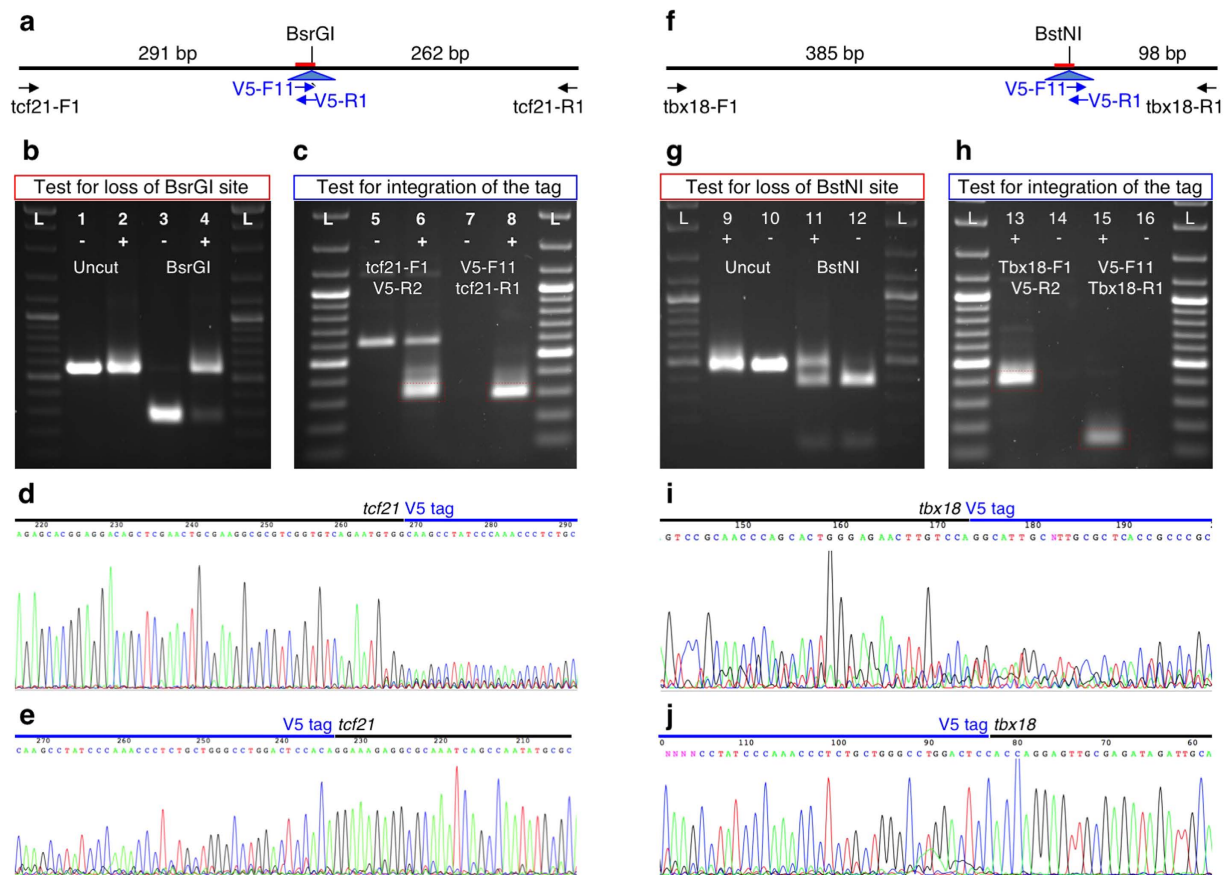 a
BsrGI
291 bp
262 bp
V5-F11
V5-R1
tcf21-F1
tcf21-R1
b
Test for loss of BsrGI site
L 1 2 3 4 L
- + - +
Uncut BsrGI
c
Test for integration of the tag
L 5 6 7 8 L
- + - +
tcf21-F1 V5-F11
V5-R2 tcf21-R1
d
tcf21 V5 tag
220 230 240 250 260 270 280 290
AGAGCACGGAGGACAGCTCGAACTGCGAAGGCGCGTCGGTGTCAGAATGTGGCAAGCCTATCCCAAACCCTCTGC
e
V5 tag tcf21
270 260 250 240 230 220 210
CAAGCCTATCCCAAACCCTCTGCTGGGCCTGGACTCCACAGGAAAGAGGCGCAAATCAGCCAATATGCGC
f
BstNI
385 bp
98 bp
V5-F11
V5-R1
tbx18-F1
tbx18-R1
g
Test for loss of BstNI site
L 9 10 11 12 L
+ - + -
Uncut BstNI
h
Test for integration of the tag
L 13 14 15 16 L
+ - + -
Tbx18-F1 V5-F11
V5-R2 Tbx18-R1
i
tbx18 V5 tag
150 160 170 180 190
GTCCGCAACCCAGCACTGGGAGAACTTGTCCAGGCATTGCNTTGCGCTCACCGCCCGC
j
V5 tag tbx18
0 110 100 90 80 70 60
NNNNCCTATCCCAAACCCTCTGCTGGGCCTGGACTCCACCAGGAGTTGCGAGATAGATTGCA